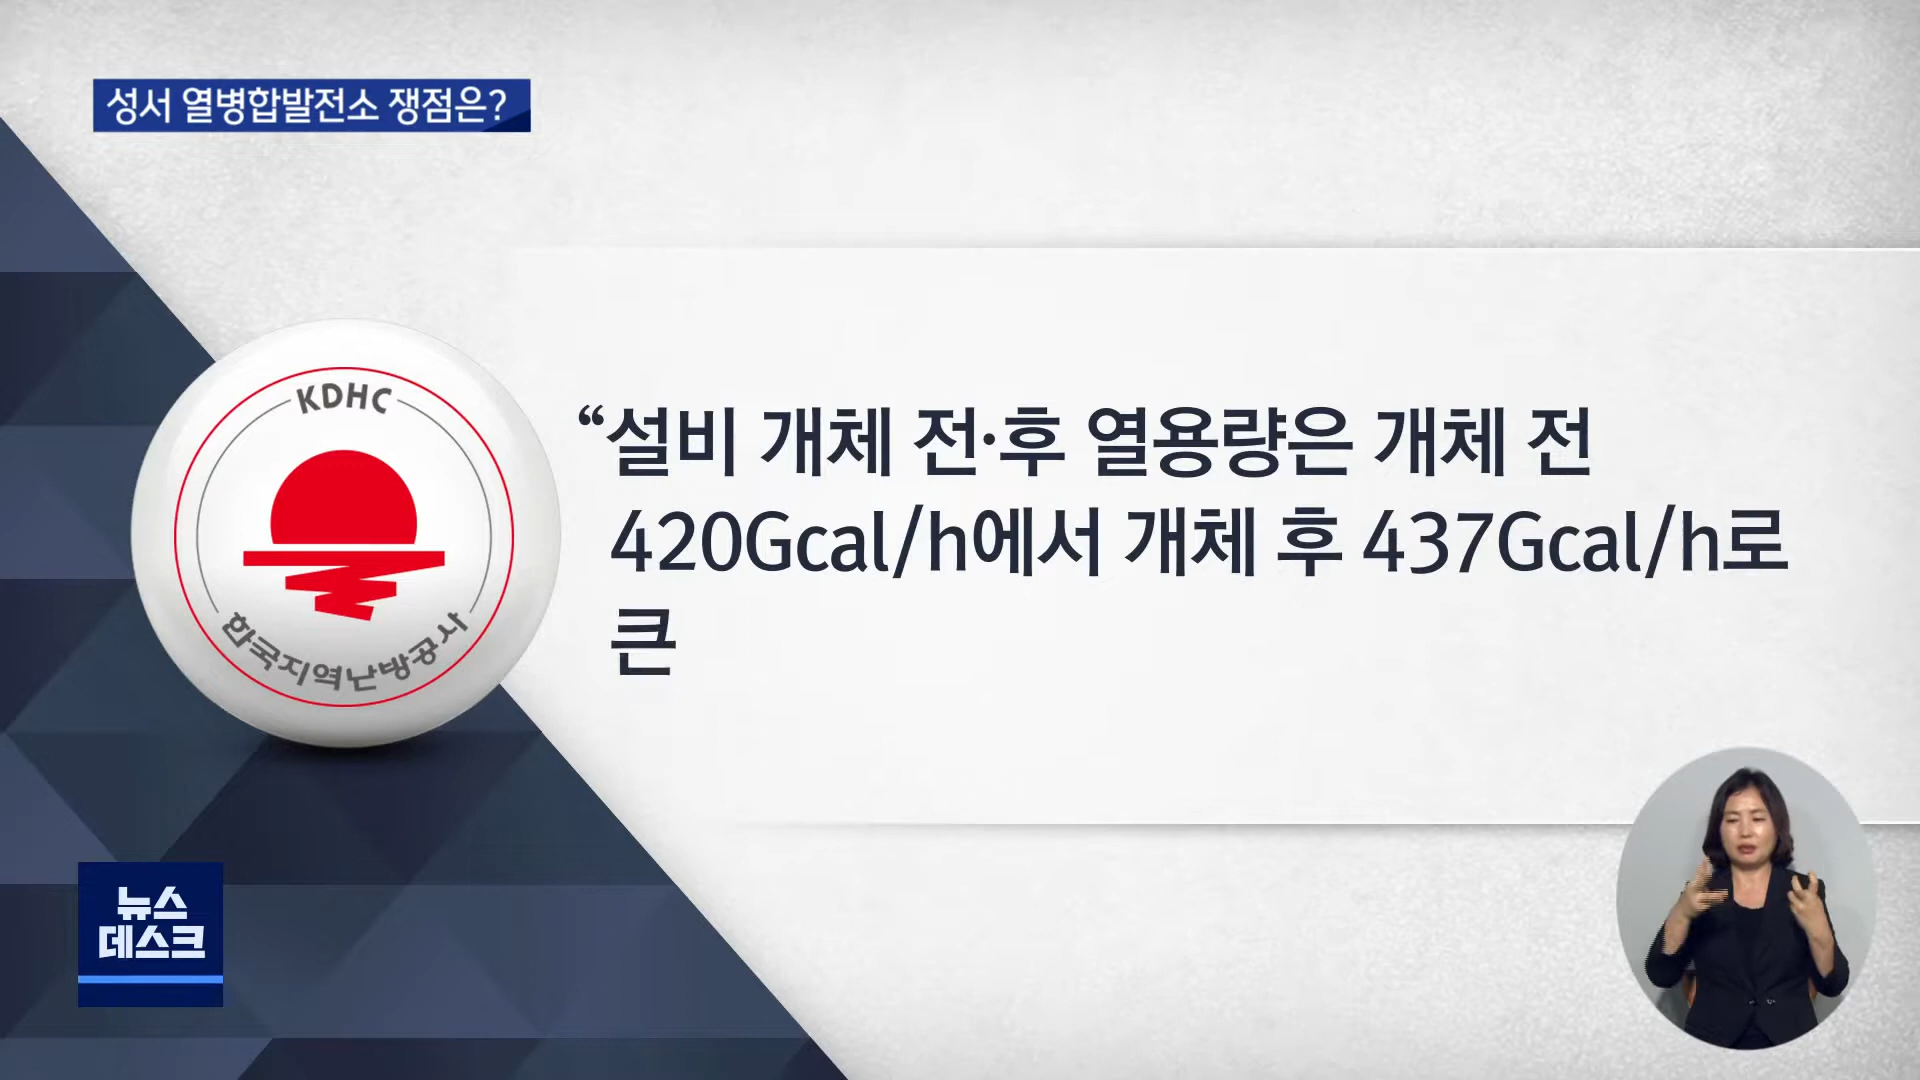 성서 열병합발전소 쟁점은?
KDHC
한국지역난방공사
“설비 개체 전·후 열용량은 개체 전
420Gcal/h에서 개체 후 437Gcal/h로
큰
뉴스
데스크